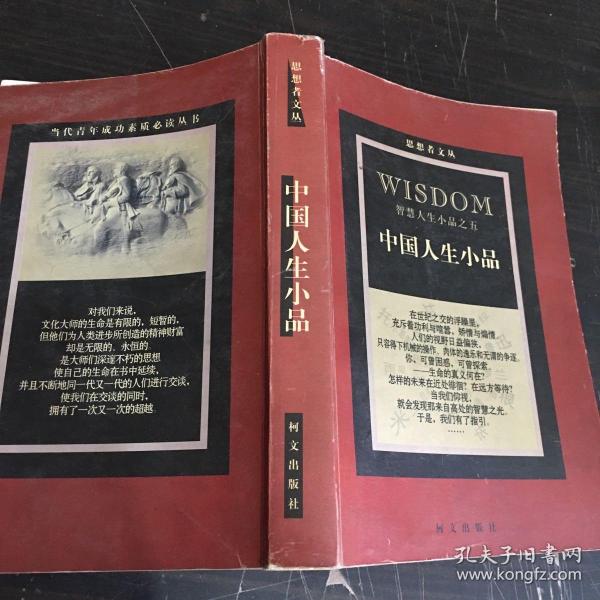 当代青年成功素质必读丛书
对我们来说,
文化大师的生命是有限的, 短暂的,
但他们为人类进步所创造的精神财富
却是无限的、永恒的。
是大师们深邃不朽的思想
使自己的生命在书中延续,
并且不断地同一代又一代的人们进行交谈,
使我们在交谈的同时,
拥有了一次又一次的超越。
思想者文丛
中国人生小品
柯文出版社
思想者文丛
WISDOM
智慧人生小品之五
中国人生小品
在世纪之交的浮躁里,
充斥着功利与喧嚣、矫情与煽情。
人们的视野日益偏狭,
只容得下机械的操作、肉体的逸乐和无谓的争逐。
你、可曾困惑、可曾探索,
——生命的真义何在?
怎样的未来在近处徘徊? 在远方等待?
当我们仰视,
就会发现那来自高处的智慧之光。
于是, 我们有了指引。
……
柯文出版社
孔夫子旧书网
www.kongfz.com